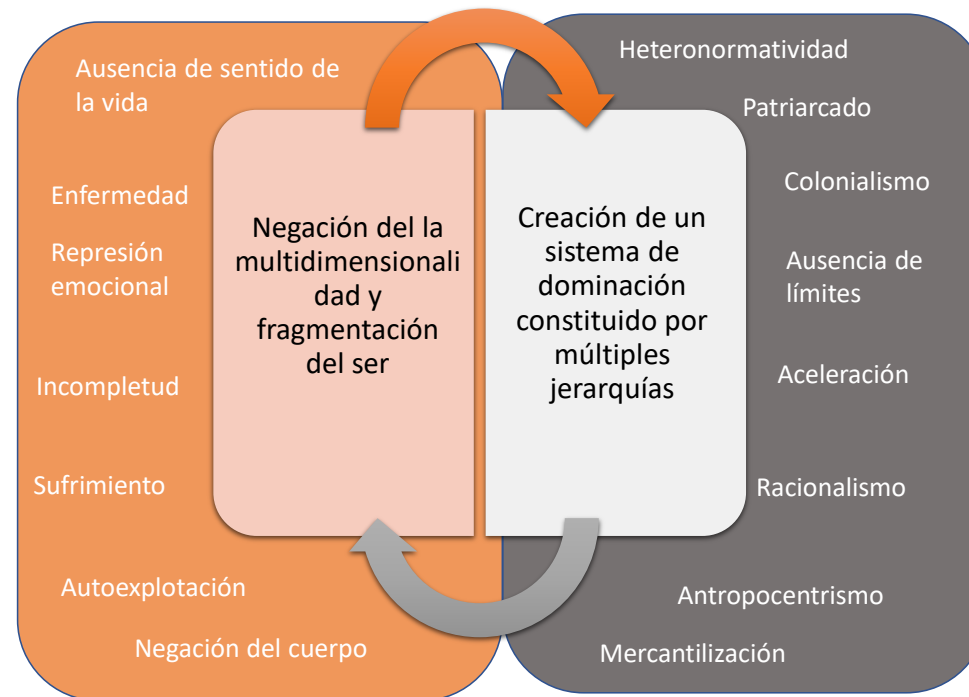 Ausencia de sentido de
la vida
Enfermedad
Represión
emocional
Incompletud
Sufrimiento
Autoexplotación
Negación del cuerpo
Negación del la
multidimensionali
dad y
fragmentación
del ser
Creación de un
sistema de
dominación
constituido por
múltiples
jerarquías
Heteronormatividad
Patriarcado
Colonialismo
Ausencia de
límites
Aceleración
Racionalismo
Antropocentrismo
Mercantilización